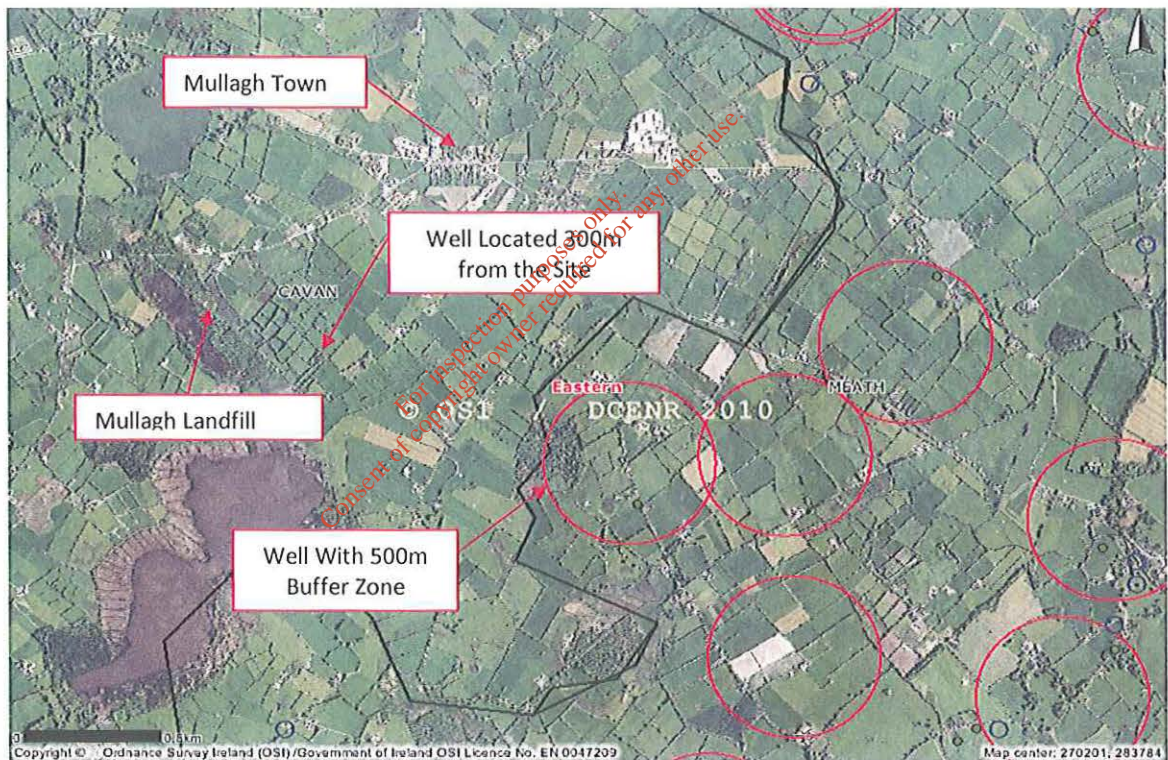 Mullagh Town
Well Located 300m
from the Site
CAVAN
Mullagh Landfill
Eastern
MEATH
© OSI / DCENR 2010
For inspection purposes only.
Consent of copyright owner required for any other use.
Well With 500m
Buffer Zone
Copyright © Ordnance Survey Ireland (OSI)/Government of Ireland OSI Licence No. EN 0047209
Map center: 270201, 283784